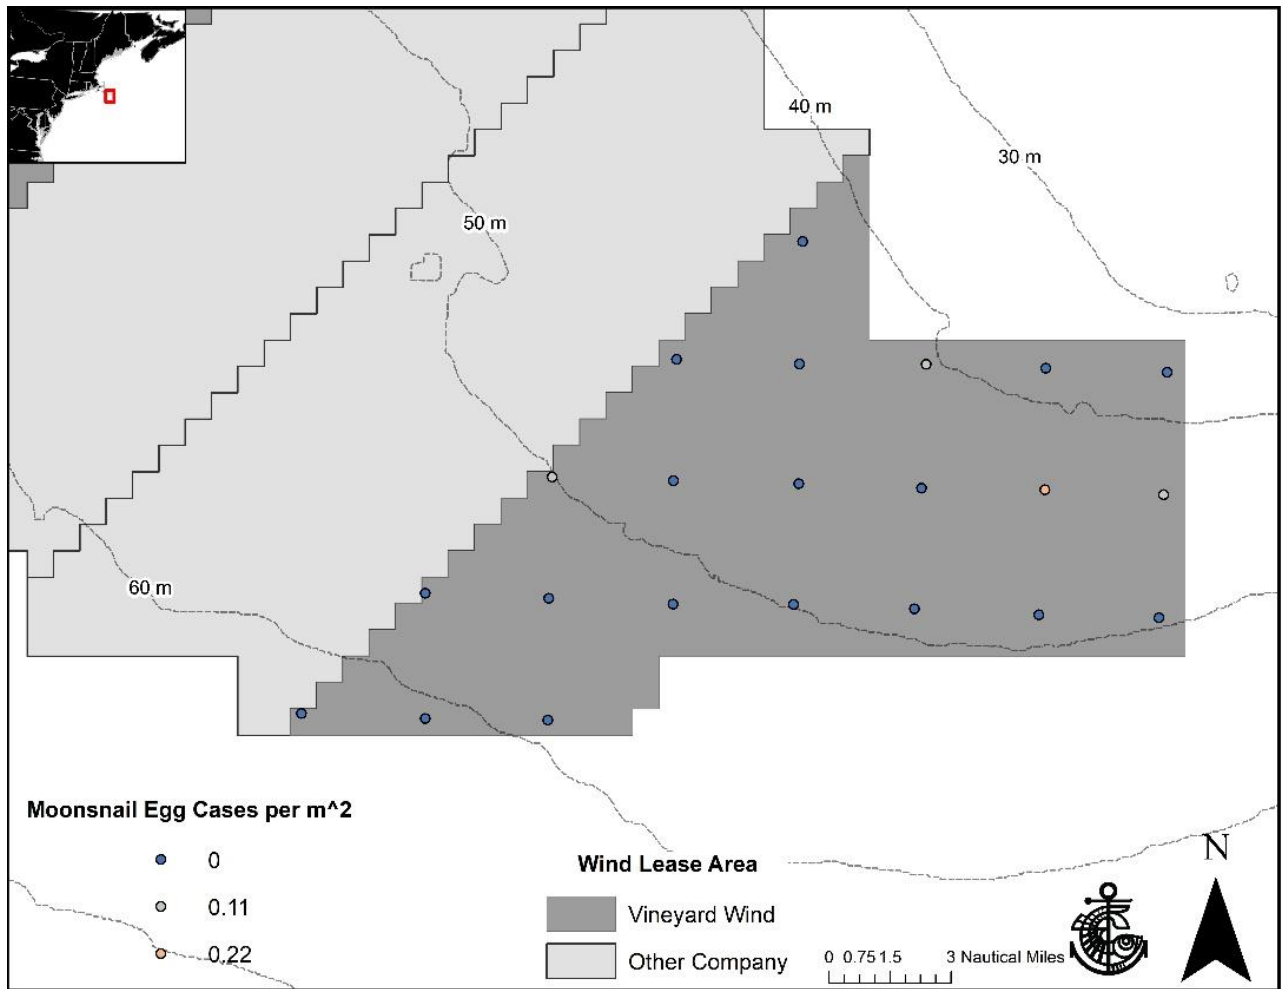 40 m
30 m
50 m
60 m
Moonsnail Egg Cases per m^2
0
0.11
0.22
Wind Lease Area
Vineyard Wind
Other Company
0 0.75 1.5 3 Nautical Miles
N